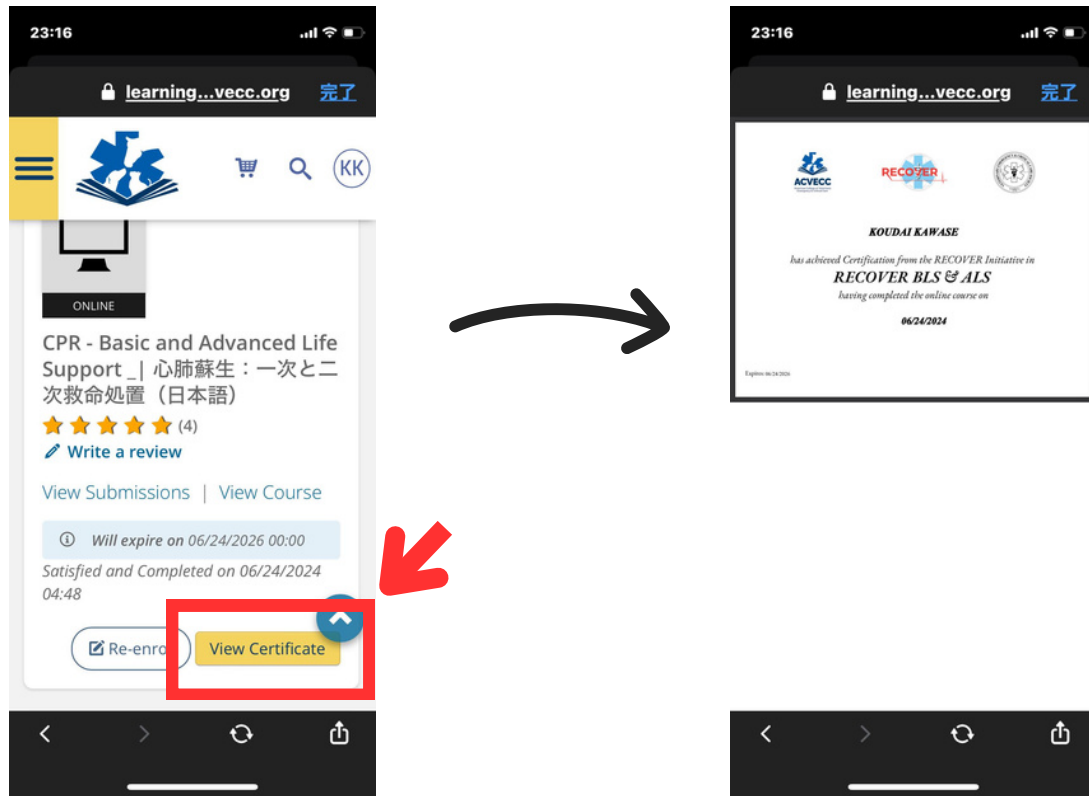 23:16
learning...vecc.org 完了
KK
ONLINE
CPR - Basic and Advanced Life
Support _| 心肺蘇生：一次と二
次救命処置（日本語）
(4)
Write a review
View Submissions | View Course
Will expire on 06/24/2026 00:00
Satisfied and Completed on 06/24/2024
04:48
Re-enro
View Certificate
23:16
learning...vecc.org 完了
ACVECC
RECOVER
KOUDAI KAWASE
has achieved Certification from the RECOVER Initiative in
RECOVER BLS & ALS
having completed the online course on
06/24/2024
Expires 06/24/2026